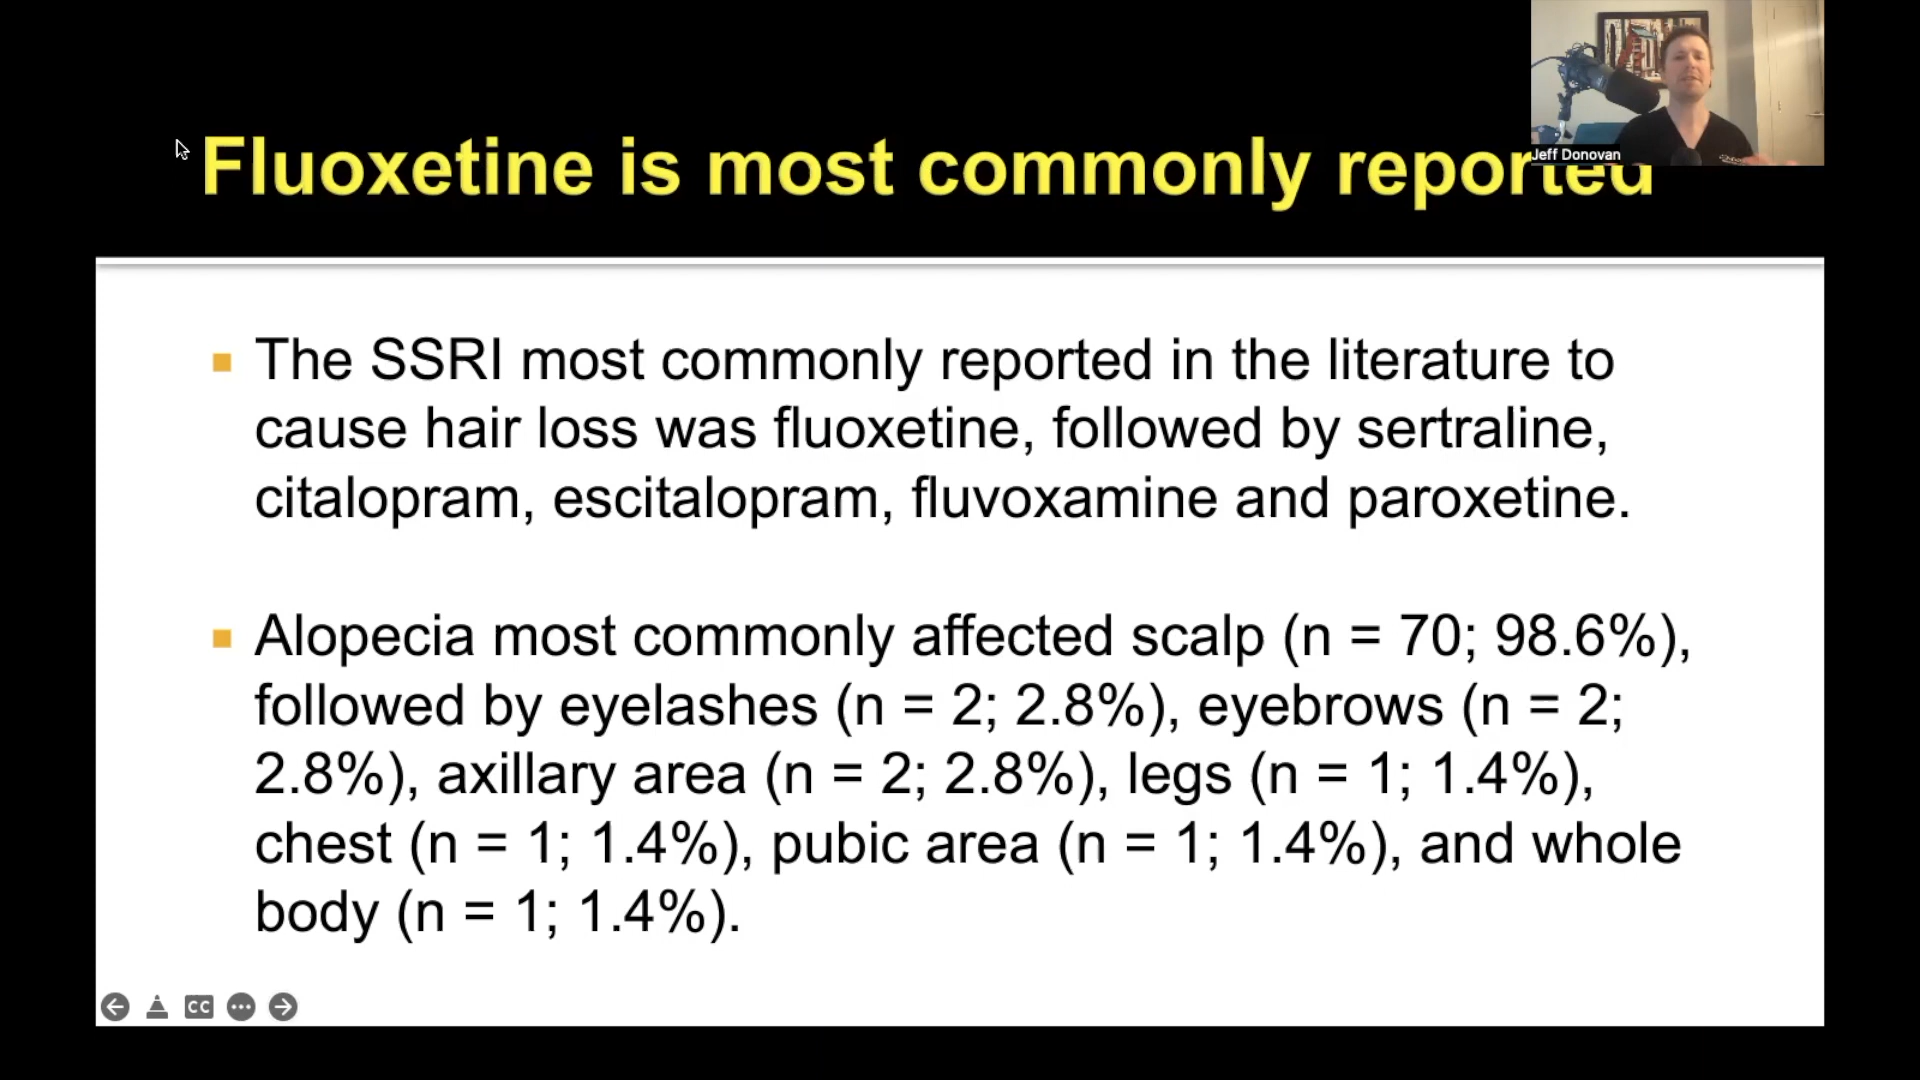 Jeff Donovan
Fluoxetine is most commonly reported
The SSRI most commonly reported in the literature to
cause hair loss was fluoxetine, followed by sertraline,
citalopram, escitalopram, fluvoxamine and paroxetine.
Alopecia most commonly affected scalp (n = 70; 98.6%),
followed by eyelashes (n = 2; 2.8%), eyebrows (n = 2;
2.8%), axillary area (n = 2; 2.8%), legs (n = 1; 1.4%),
chest (n = 1; 1.4%), pubic area (n = 1; 1.4%), and whole
body (n = 1; 1.4%).
CC